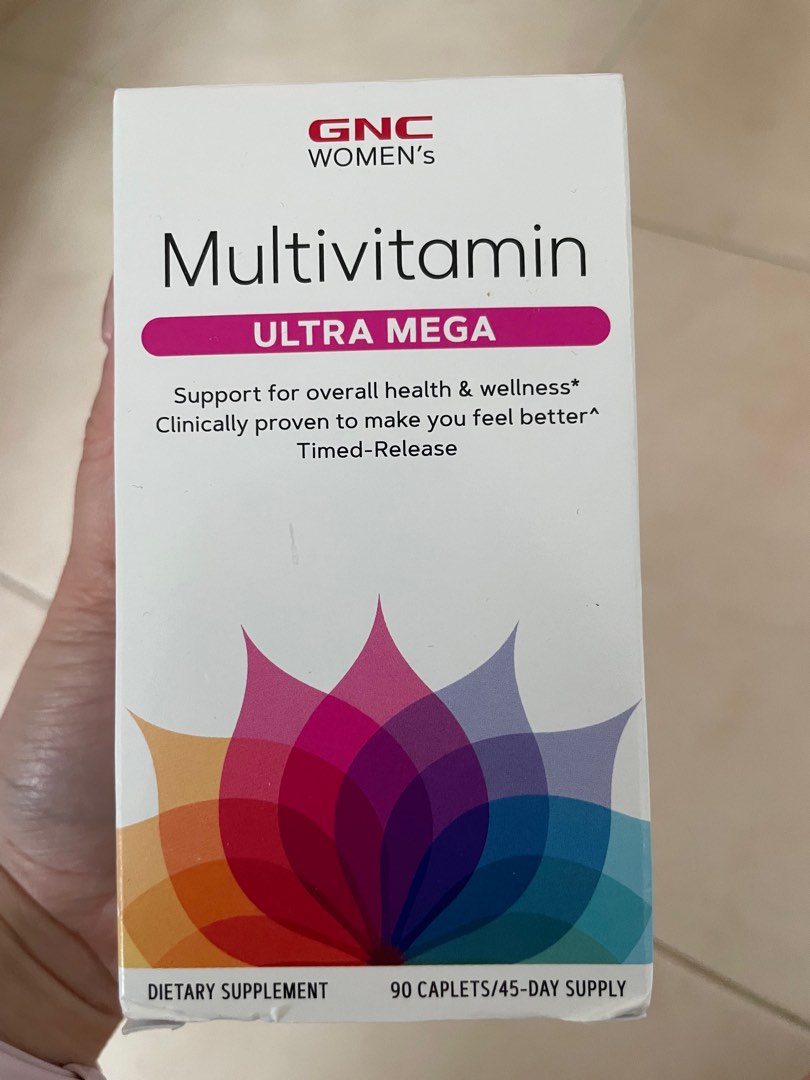 GNC
WOMEN's
Multivitamin
ULTRA MEGA
Support for overall health & wellness*
Clinically proven to make you feel better^
Timed-Release
DIETARY SUPPLEMENT 90 CAPLETS/45-DAY SUPPLY